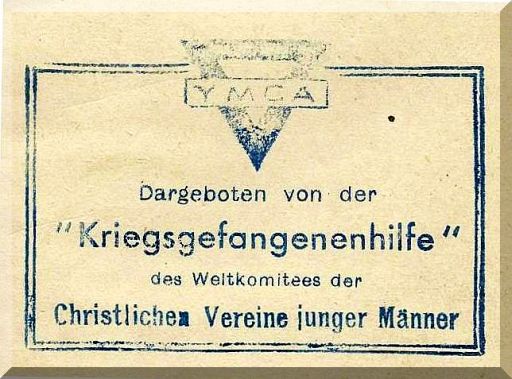 YMCA
Dargeboten von der
"Kriegsgefangenenhilfe"
des Weltkomitees der
Christlichen Vereine junger Männer